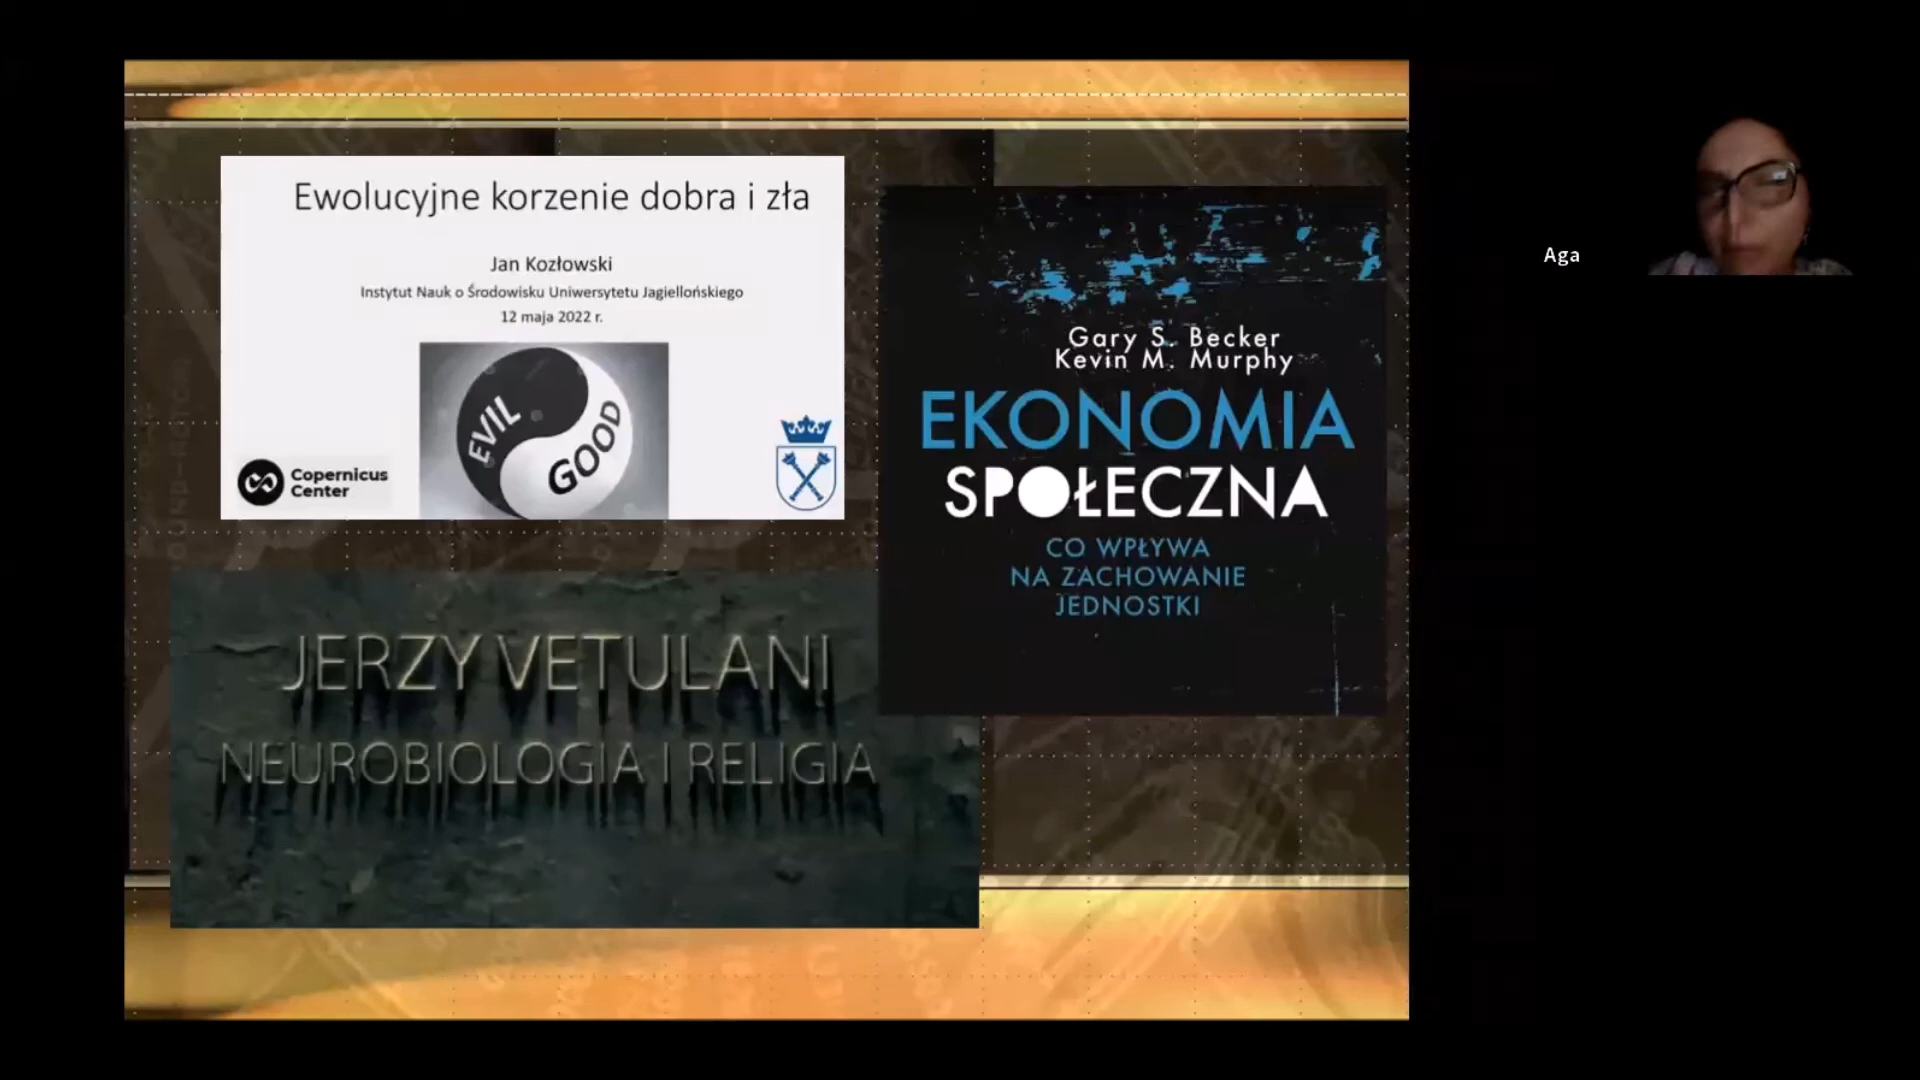 Ewolucyjne korzenie dobra i zła
Jan Kozłowski
Instytut Nauk o Środowisku Uniwersytetu Jagiellońskiego
12 maja 2022 r.
EVIL
GOOD
Copernicus
Center
Gary S. Becker
Kevin M. Murphy
EKONOMIA
SPOŁECZNA
CO WPŁYWA
NA ZACHOWANIE
JEDNOSTKI
JERZY VETULANI
NEUROBIOLOGIA I RELIGIA
Aga